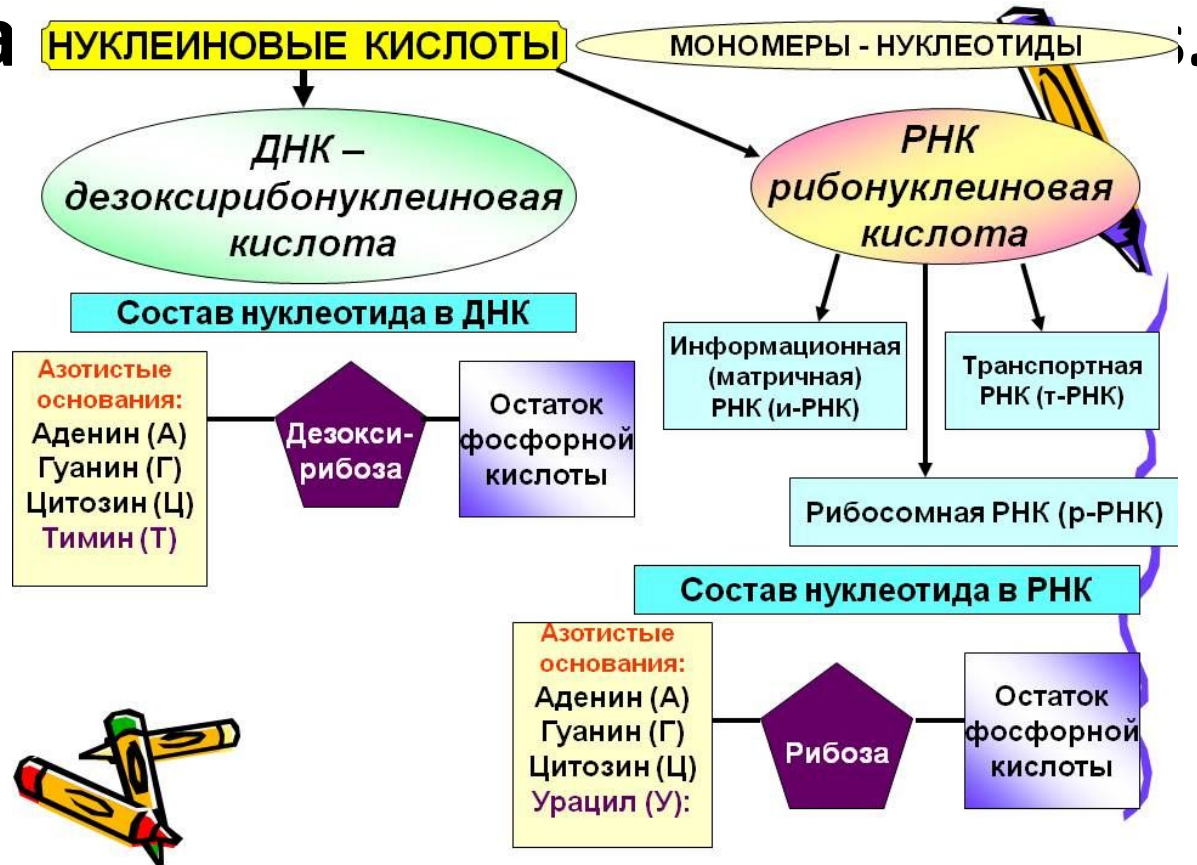 НУКЛЕИНОВЫЕ КИСЛОТЫ
МОНОМЕРЫ - НУКЛЕОТИДЫ
ДНК –
дезоксирибонуклеиновая
кислота
РНК
рибонуклеиновая
кислота
Состав нуклеотида в ДНК
Азотистые
основания:
Аденин (А)
Гуанин (Г)
Цитозин (Ц)
Тимин (Т)
Дезокси-
рибоза
Остаток
фосфорной
кислоты
Информационная
(матричная)
РНК (и-РНК)
Транспортная
РНК (т-РНК)
Рибосомная РНК (р-РНК)
Состав нуклеотида в РНК
Азотистые
основания:
Аденин (А)
Гуанин (Г)
Цитозин (Ц)
Урацил (У):
Рибоза
Остаток
фосфорной
кислоты